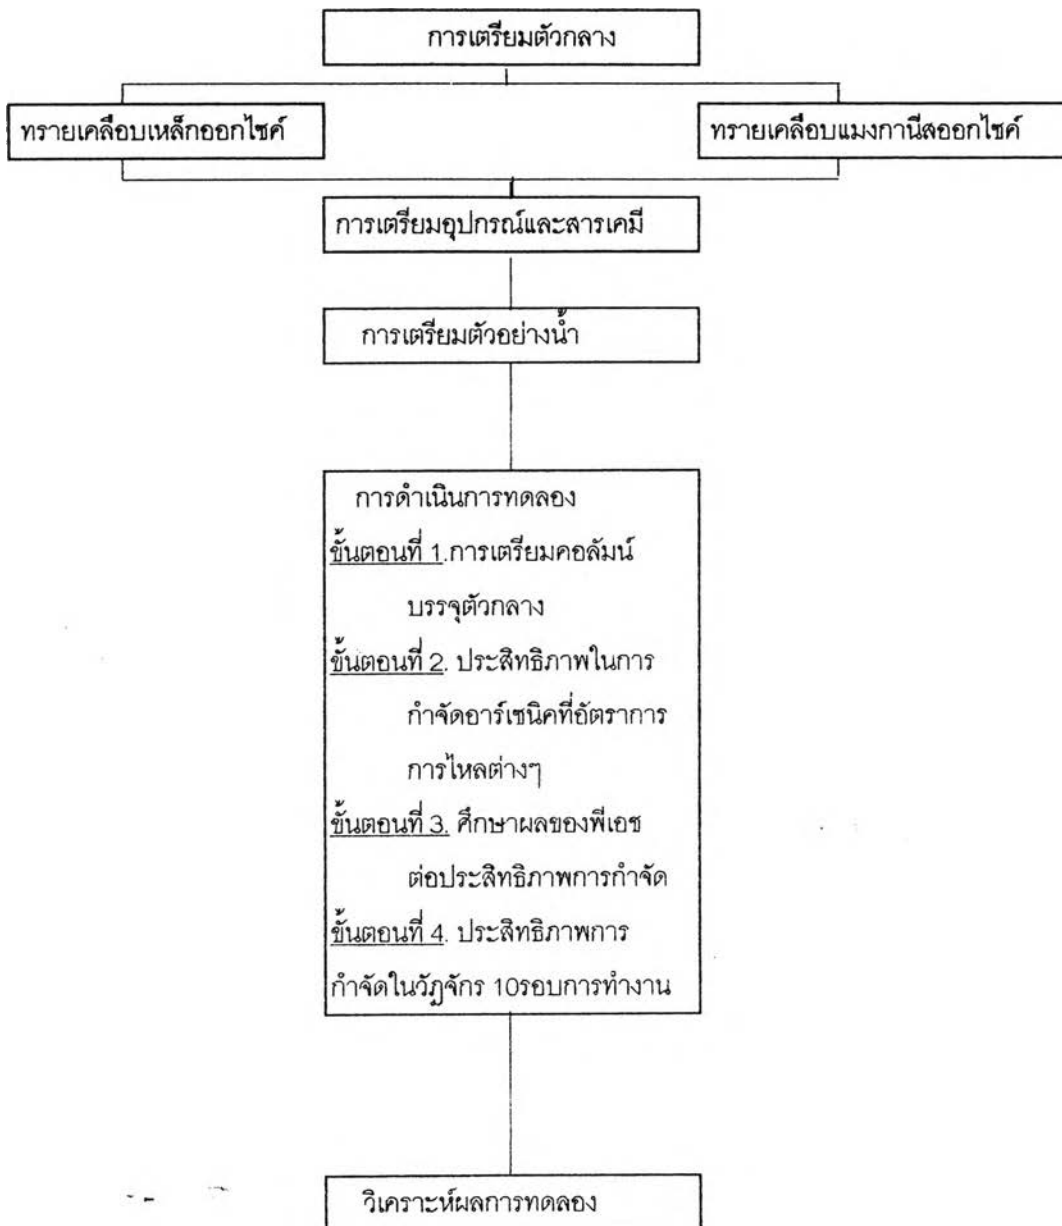 การเตรียมตัวกลาง
ทรายเคลือบเหล็กออกไซค์
ทรายเคลือบแมงกานีสออกไซค์
การเตรียมอุปกรณ์และสารเคมี
การเตรียมตัวอย่างน้ำ
การดำเนินการทดลอง
ขั้นตอนที่ 1.การเตรียมคอลัมน์
บรรจุตัวกลาง
ขั้นตอนที่ 2. ประสิทธิภาพในการ
กำจัดอาร์เซนิคที่อัตราการ
การไหลต่างๆ
ขั้นตอนที่ 3. ศึกษาผลของพีเอช
ต่อประสิทธิภาพการกำจัด
ขั้นตอนที่ 4. ประสิทธิภาพการ
กำจัดในวัฏจักร 10รอบการทำงาน
วิเคราะห์ผลการทดลอง